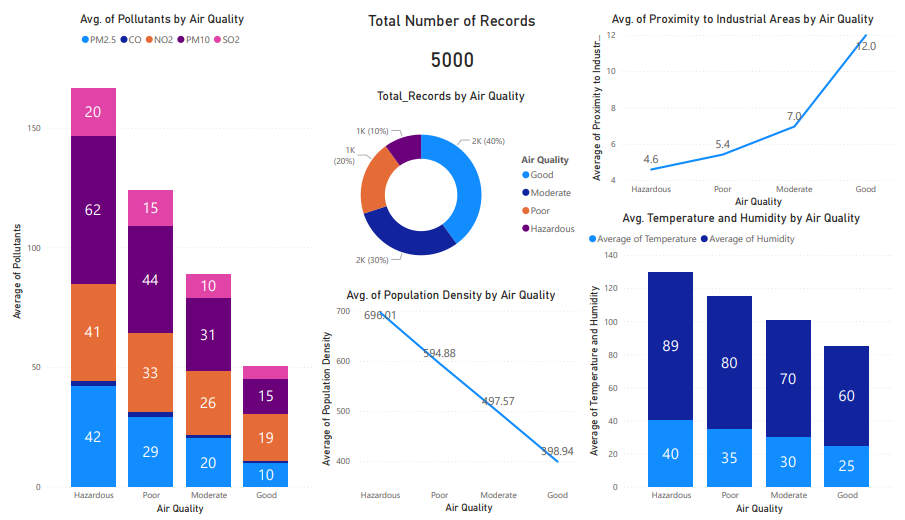 Avg. of Pollutants by Air Quality
PM2.5 CO NO2 PM10 SO2
Average of Pollutants
150
100
50
0
20
62
41
42
15
44
33
29
10
31
26
20
15
19
10
Hazardous Poor Moderate Good
Air Quality
Total Number of Records
5000
Total_Records by Air Quality
1K (10%)
2K (40%)
1K
(20%)
2K (30%)
Air Quality
Good
Moderate
Poor
Hazardous
Avg. of Population Density by Air Quality
Average of Population Density
700
600
500
400
696.01
594.88
497.57
398.94
Hazardous Poor Moderate Good
Air Quality
Avg. of Proximity to Industrial Areas by Air Quality
Average of Proximity to Industr...
12
10
8
6
4
4.6
5.4
7.0
12.0
Hazardous Poor Moderate Good
Air Quality
Avg. Temperature and Humidity by Air Quality
Average of Temperature Average of Humidity
Average of Temperature and Humidity
140
120
100
80
60
40
20
0
89
40
80
35
70
30
60
25
Hazardous Poor Moderate Good
Air Quality